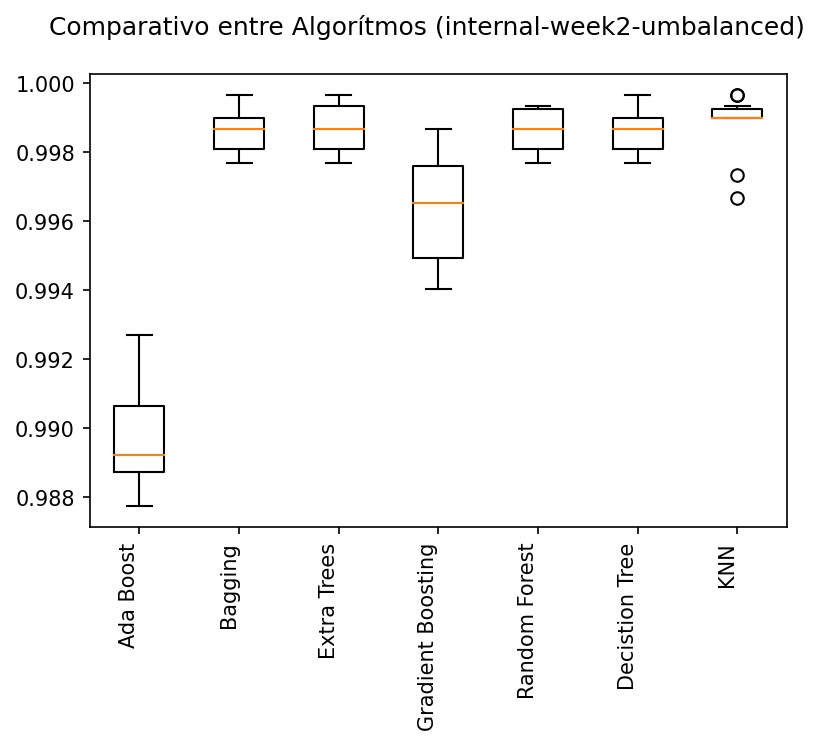 Comparativo entre Algorítmos (internal-week2-umbalanced)
1.000
0.998
0.996
0.994
0.992
0.990
0.988
Ada Boost
Bagging
Extra Trees
Gradient Boosting
Random Forest
Decistion Tree
KNN